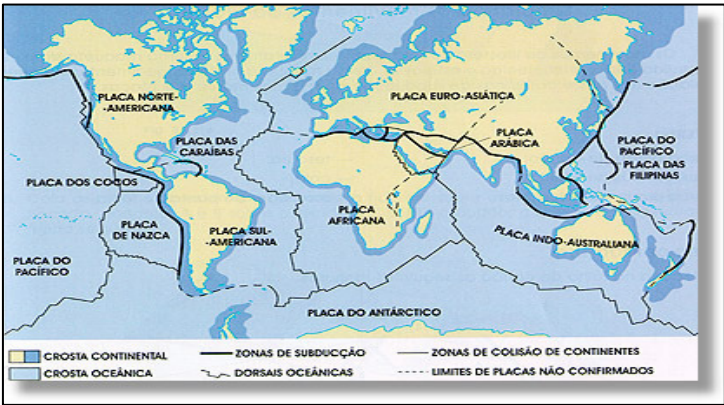 PLACA NORTE-
-AMERICANA
PLACA EURO-ASIÁTICA
PLACA DAS
CARAÍBAS
PLACA
ARÁBICA
PLACA DO
PACÍFICO
PLACA DAS
FILIPINAS
PLACA DOS COCOS
PLACA
DE NAZCA
PLACA SUL-
-AMERICANA
PLACA
AFRICANA
PLACA INDO-AUSTRALIANA
PLACA DO
PACÍFICO
PLACA DO ANTÁRCTICO
CROSTA CONTINENTAL
ZONAS DE SUBDUCÇÃO
ZONAS DE COLISÃO DE CONTINENTES
CROSTA OCEÂNICA
DORSAIS OCEÂNICAS
LIMITES DE PLACAS NÃO CONFIRMADOS